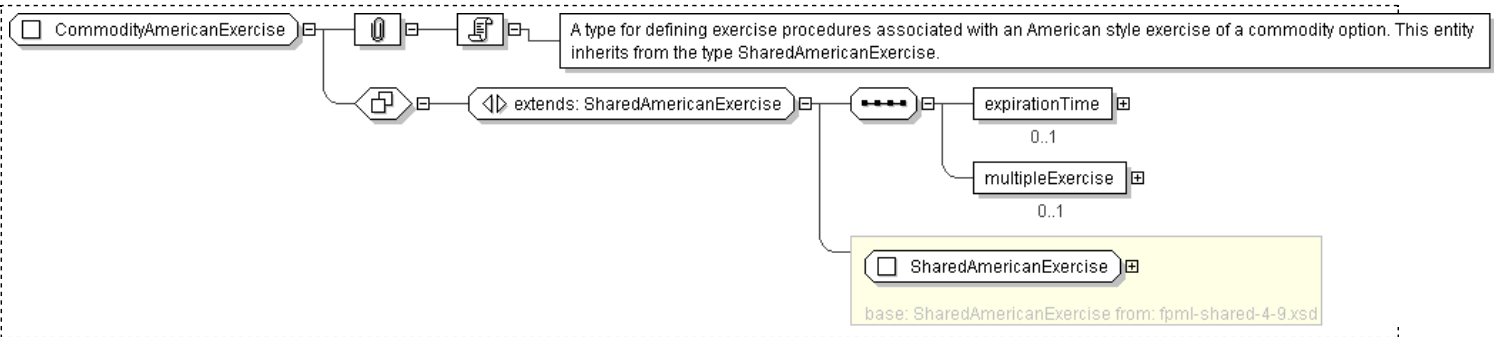 CommodityAmericanExercise
A type for defining exercise procedures associated with an American style exercise of a commodity option. This entity
inherits from the type SharedAmericanExercise.
extends: SharedAmericanExercise
expirationTime
0..1
multipleExercise
0..1
SharedAmericanExercise
base: SharedAmericanExercise from: fpml-shared-4-9.xsd